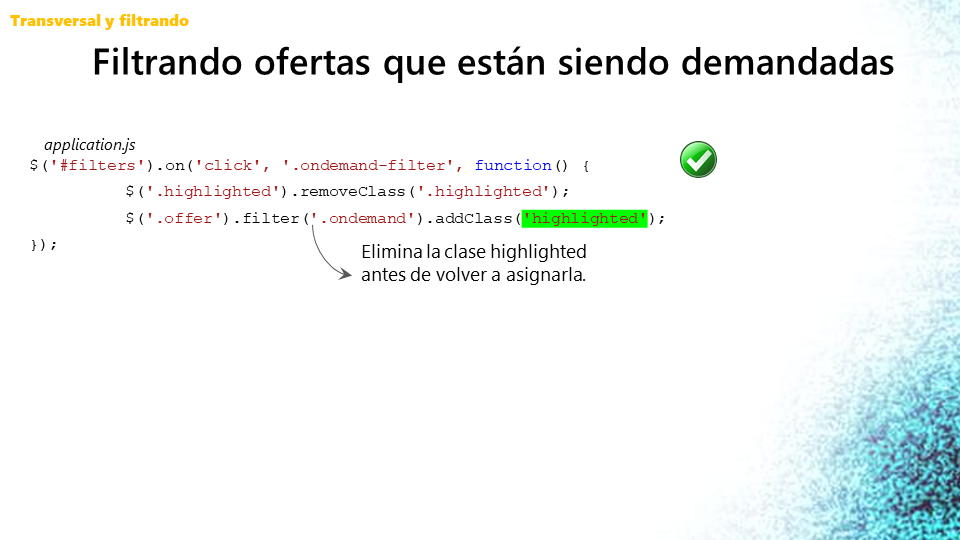 Transversal y filtrando
Filtrando ofertas que están siendo demandadas
application.js
$('#filters').on('click', '.ondemand-filter', function() {
$('.highlighted').removeClass('.highlighted');
$('.offer').filter('.ondemand').addClass('highlighted');
});
Elimina la clase highlighted
antes de volver a asignarla.